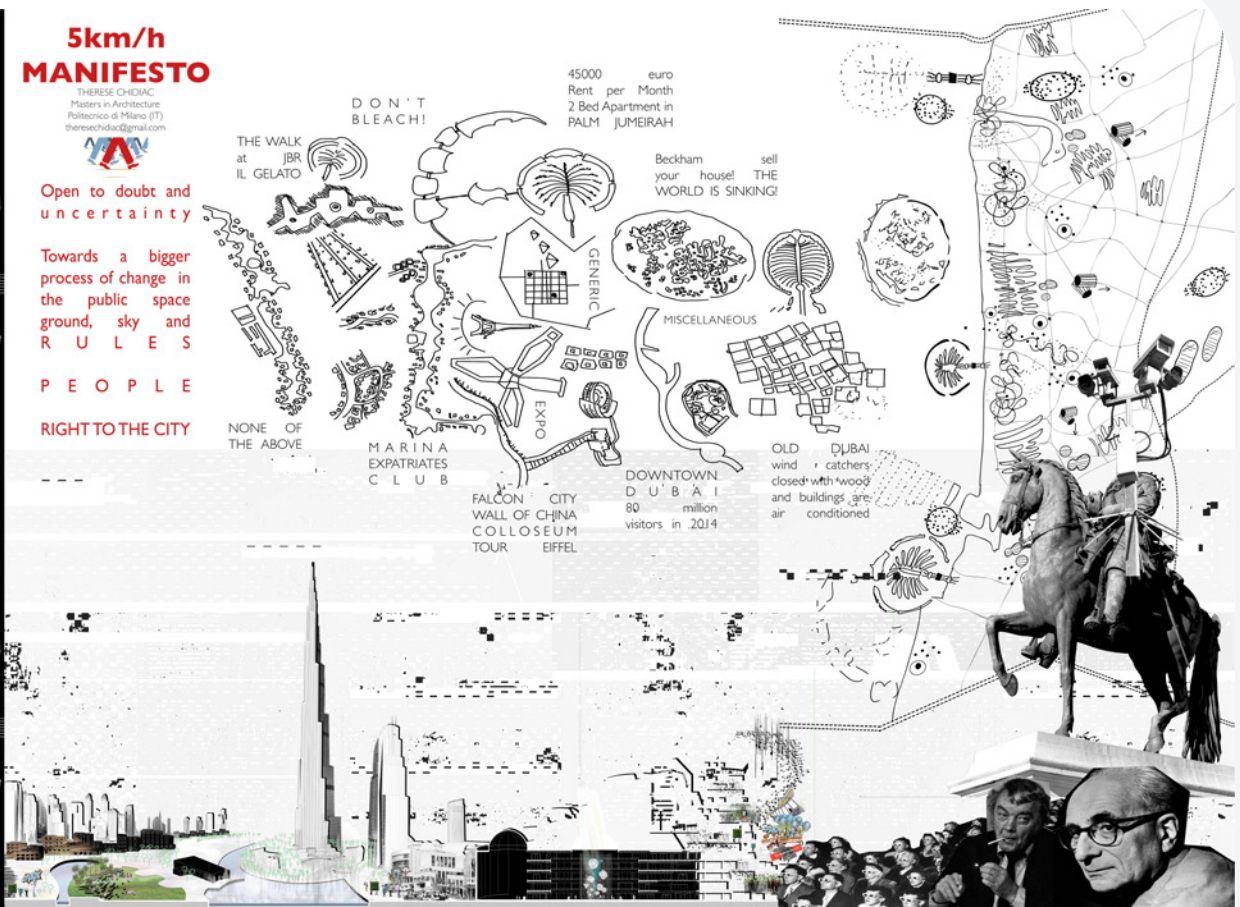 5km/h
MANIFESTO
THERESE CHIDIAC
Masters in Architecture
Politecnico di Milano (IT)
theresechidiac@gmail.com
Open to doubt and
uncertainty
Towards a bigger
process of change in
the public space
ground, sky and
RULES
PEOPLE
RIGHT TO THE CITY
DON'T
BLEACH!
45000 euro
Rent per Month
2 Bed Apartment in
PALM JUMEIRAH
THE WALK
at JBR
IL GELATO
Beckham sell
your house! THE
WORLD IS SINKING!
GENERIC
MISCELLANEOUS
EXPO
NONE OF
THE ABOVE
MARINA
EXPATRIATES
CLUB
FALCON CITY
WALL OF CHINA
COLLOSEUM
TOUR EIFFEL
DOWNTOWN
DUBAI
80 million
visitors in .2014
OLD DUBAI
wind catchers
closed with wood
and buildings are
air conditioned